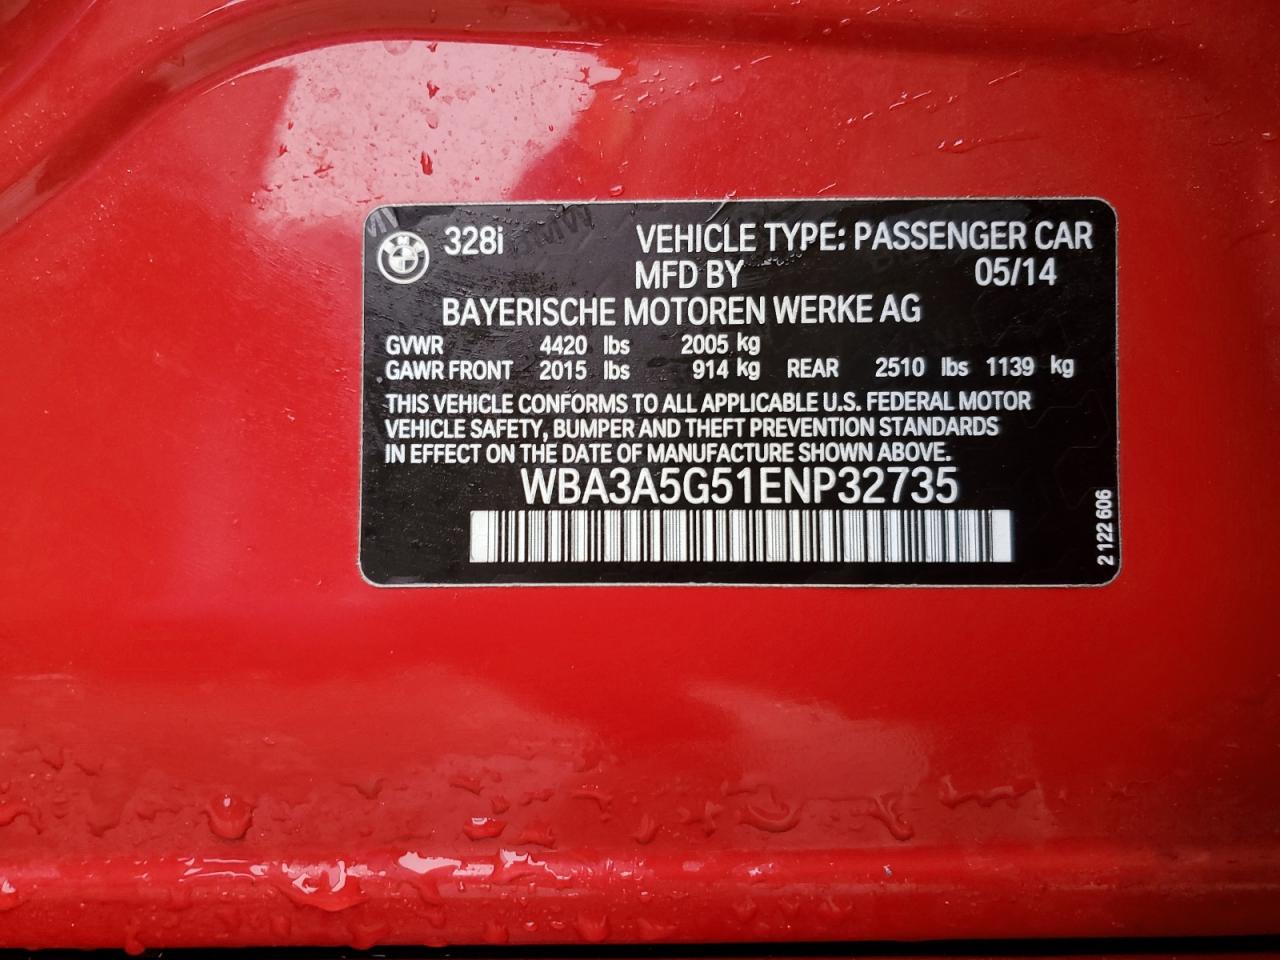 328i VEHICLE TYPE: PASSENGER CAR
MFD BY 05/14
BAYERISCHE MOTOREN WERKE AG
GVWR 4420 lbs 2005 kg
GAWR FRONT 2015 lbs 914 kg REAR 2510 lbs 1139 kg
THIS VEHICLE CONFORMS TO ALL APPLICABLE U.S. FEDERAL MOTOR
VEHICLE SAFETY, BUMPER AND THEFT PREVENTION STANDARDS
IN EFFECT ON THE DATE OF MANUFACTURE SHOWN ABOVE.
WBA3A5G51ENP32735
2 122 606
BMW